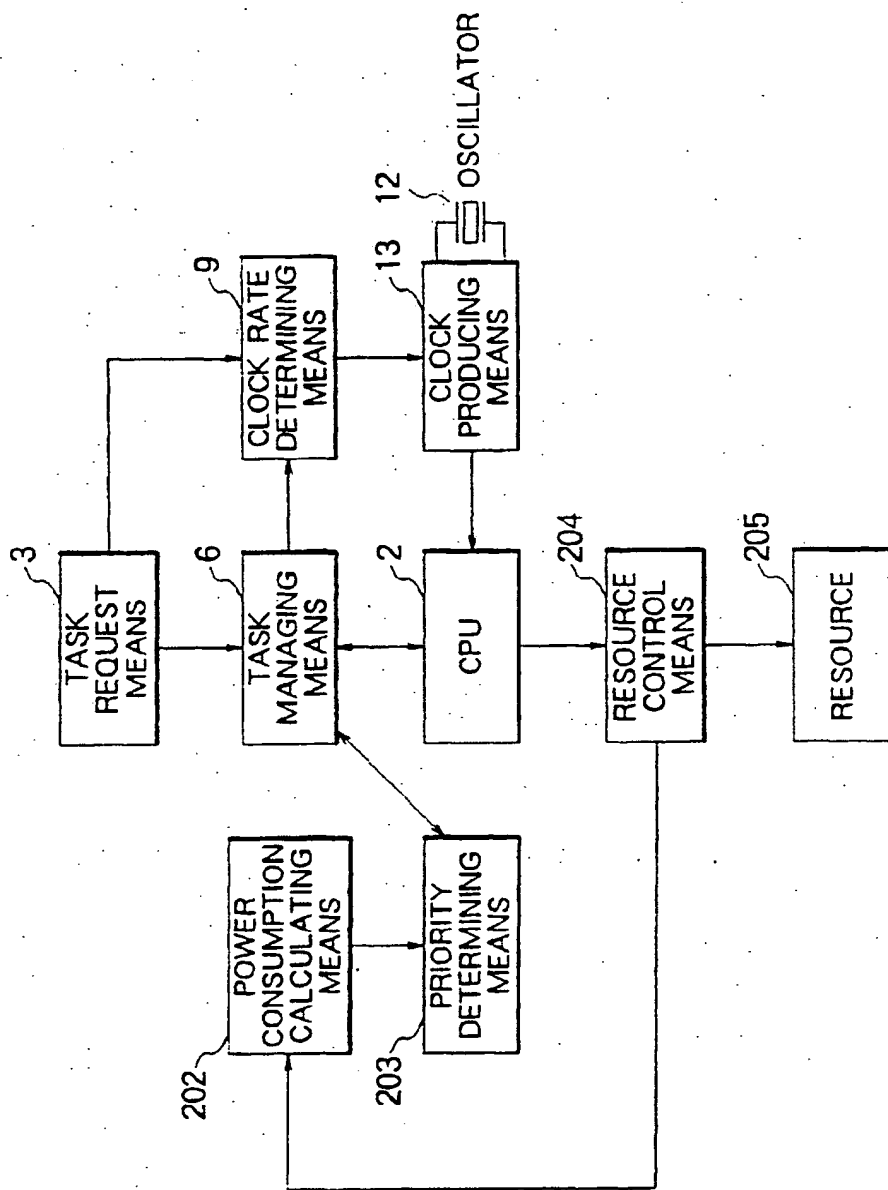 3
TASK
REQUEST
MEANS
9
CLOCK RATE
DETERMINING
MEANS
6
TASK
MANAGING
MEANS
202
POWER
CONSUMPTION
CALCULATING
MEANS
13
CLOCK
PRODUCING
MEANS
12
OSCILLATOR
2
CPU
203
PRIORITY
DETERMINING
MEANS
204
RESOURCE
CONTROL
MEANS
205
RESOURCE